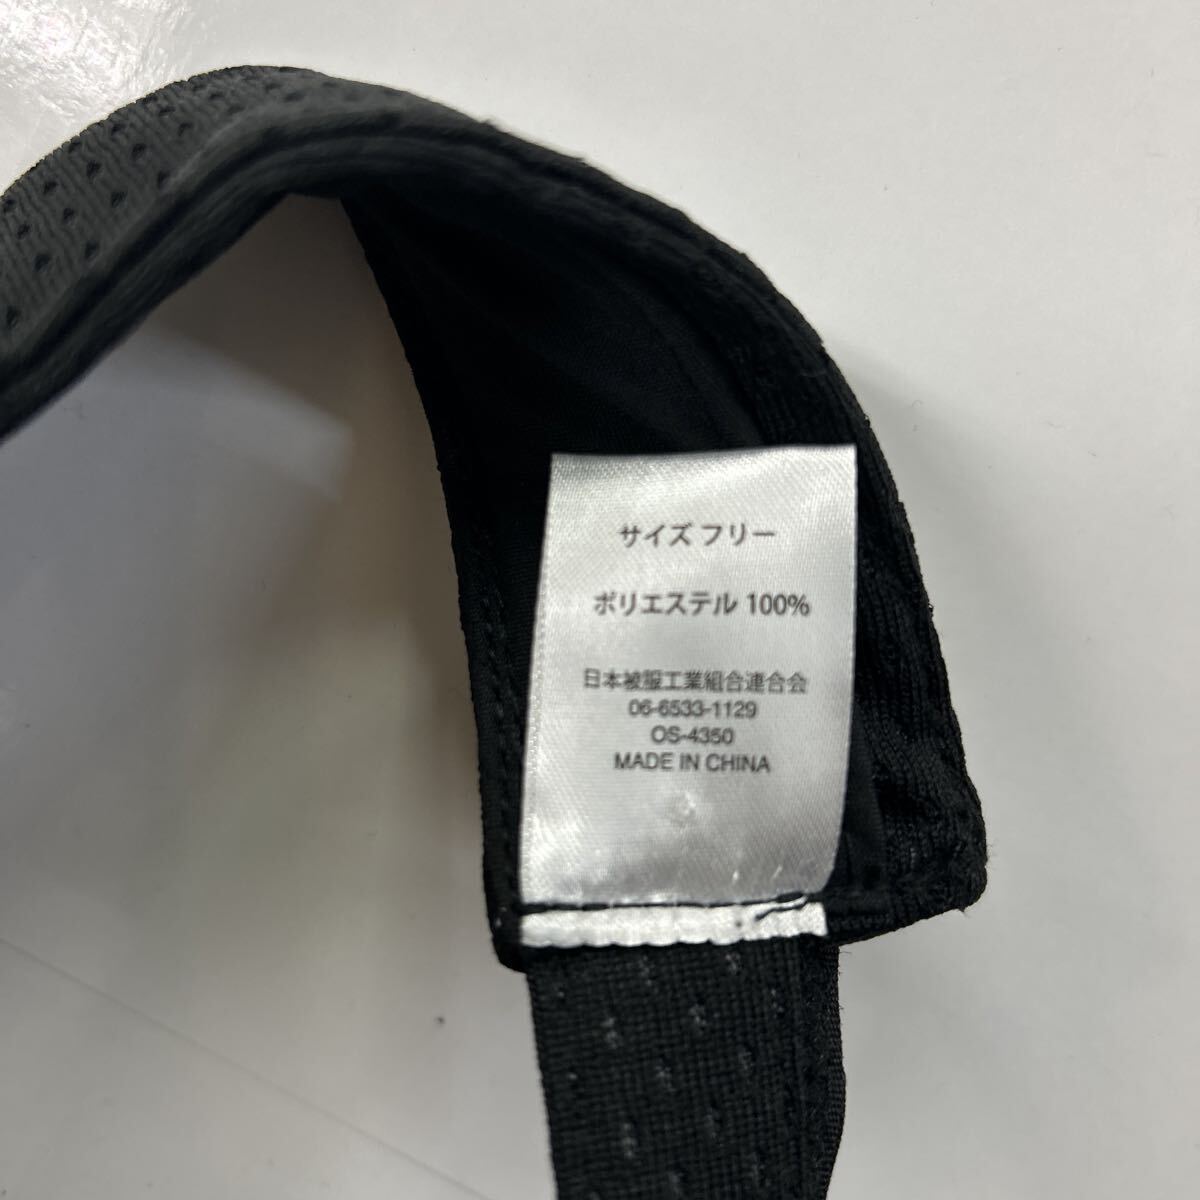 サイズ フリー
ポリエステル 100%
日本被服工業組合連合会
06-6533-1129
OS-4350
MADE IN CHINA